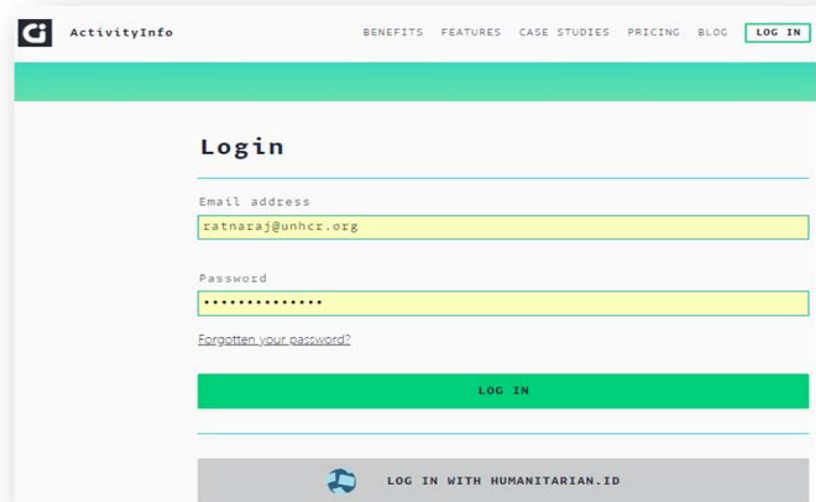 ActivityInfo BENEFITS FEATURES CASE STUDIES PRICING BLOG LOG IN
Login
Email address
ratnaraj@unhcr.org
Password
••••••••••••••
Forgotten your password?
LOG IN
LOG IN WITH HUMANITARIAN.ID